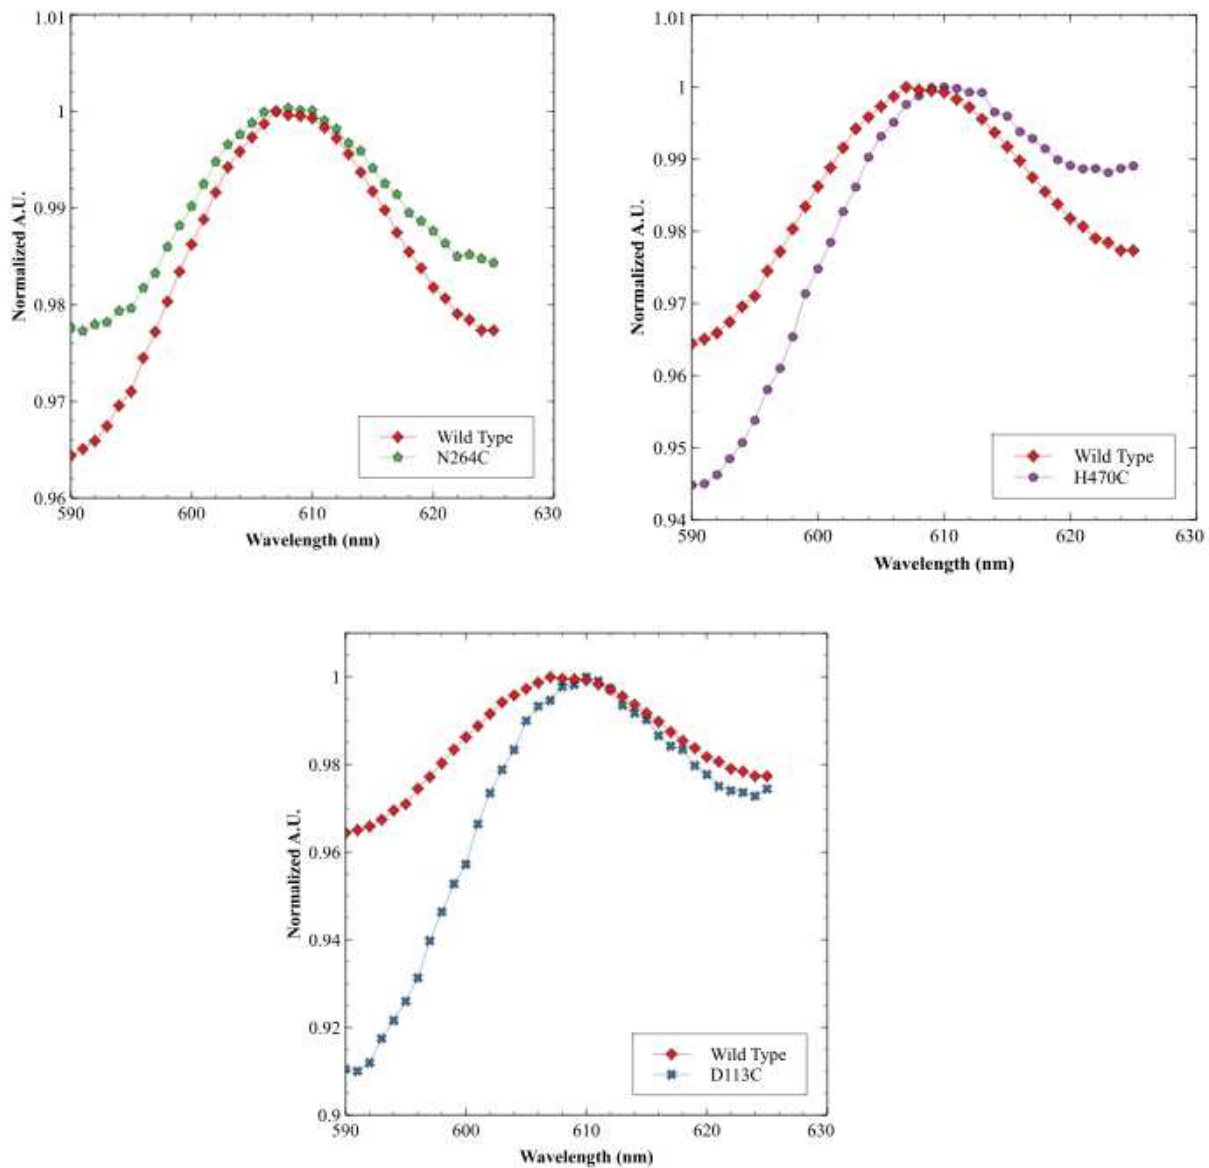 1.01
1
0.99
0.98
0.97
0.96
Normalized A.U.
590
600
610
620
630
Wavelength (nm)
Wild Type
N264C
1.01
1
0.99
0.98
0.97
0.96
0.95
0.94
Normalized A.U.
590
600
610
620
630
Wavelength (nm)
Wild Type
H470C
1
0.98
0.96
0.94
0.92
0.9
Normalized A.U.
590
600
610
620
630
Wavelength (nm)
Wild Type
D113C